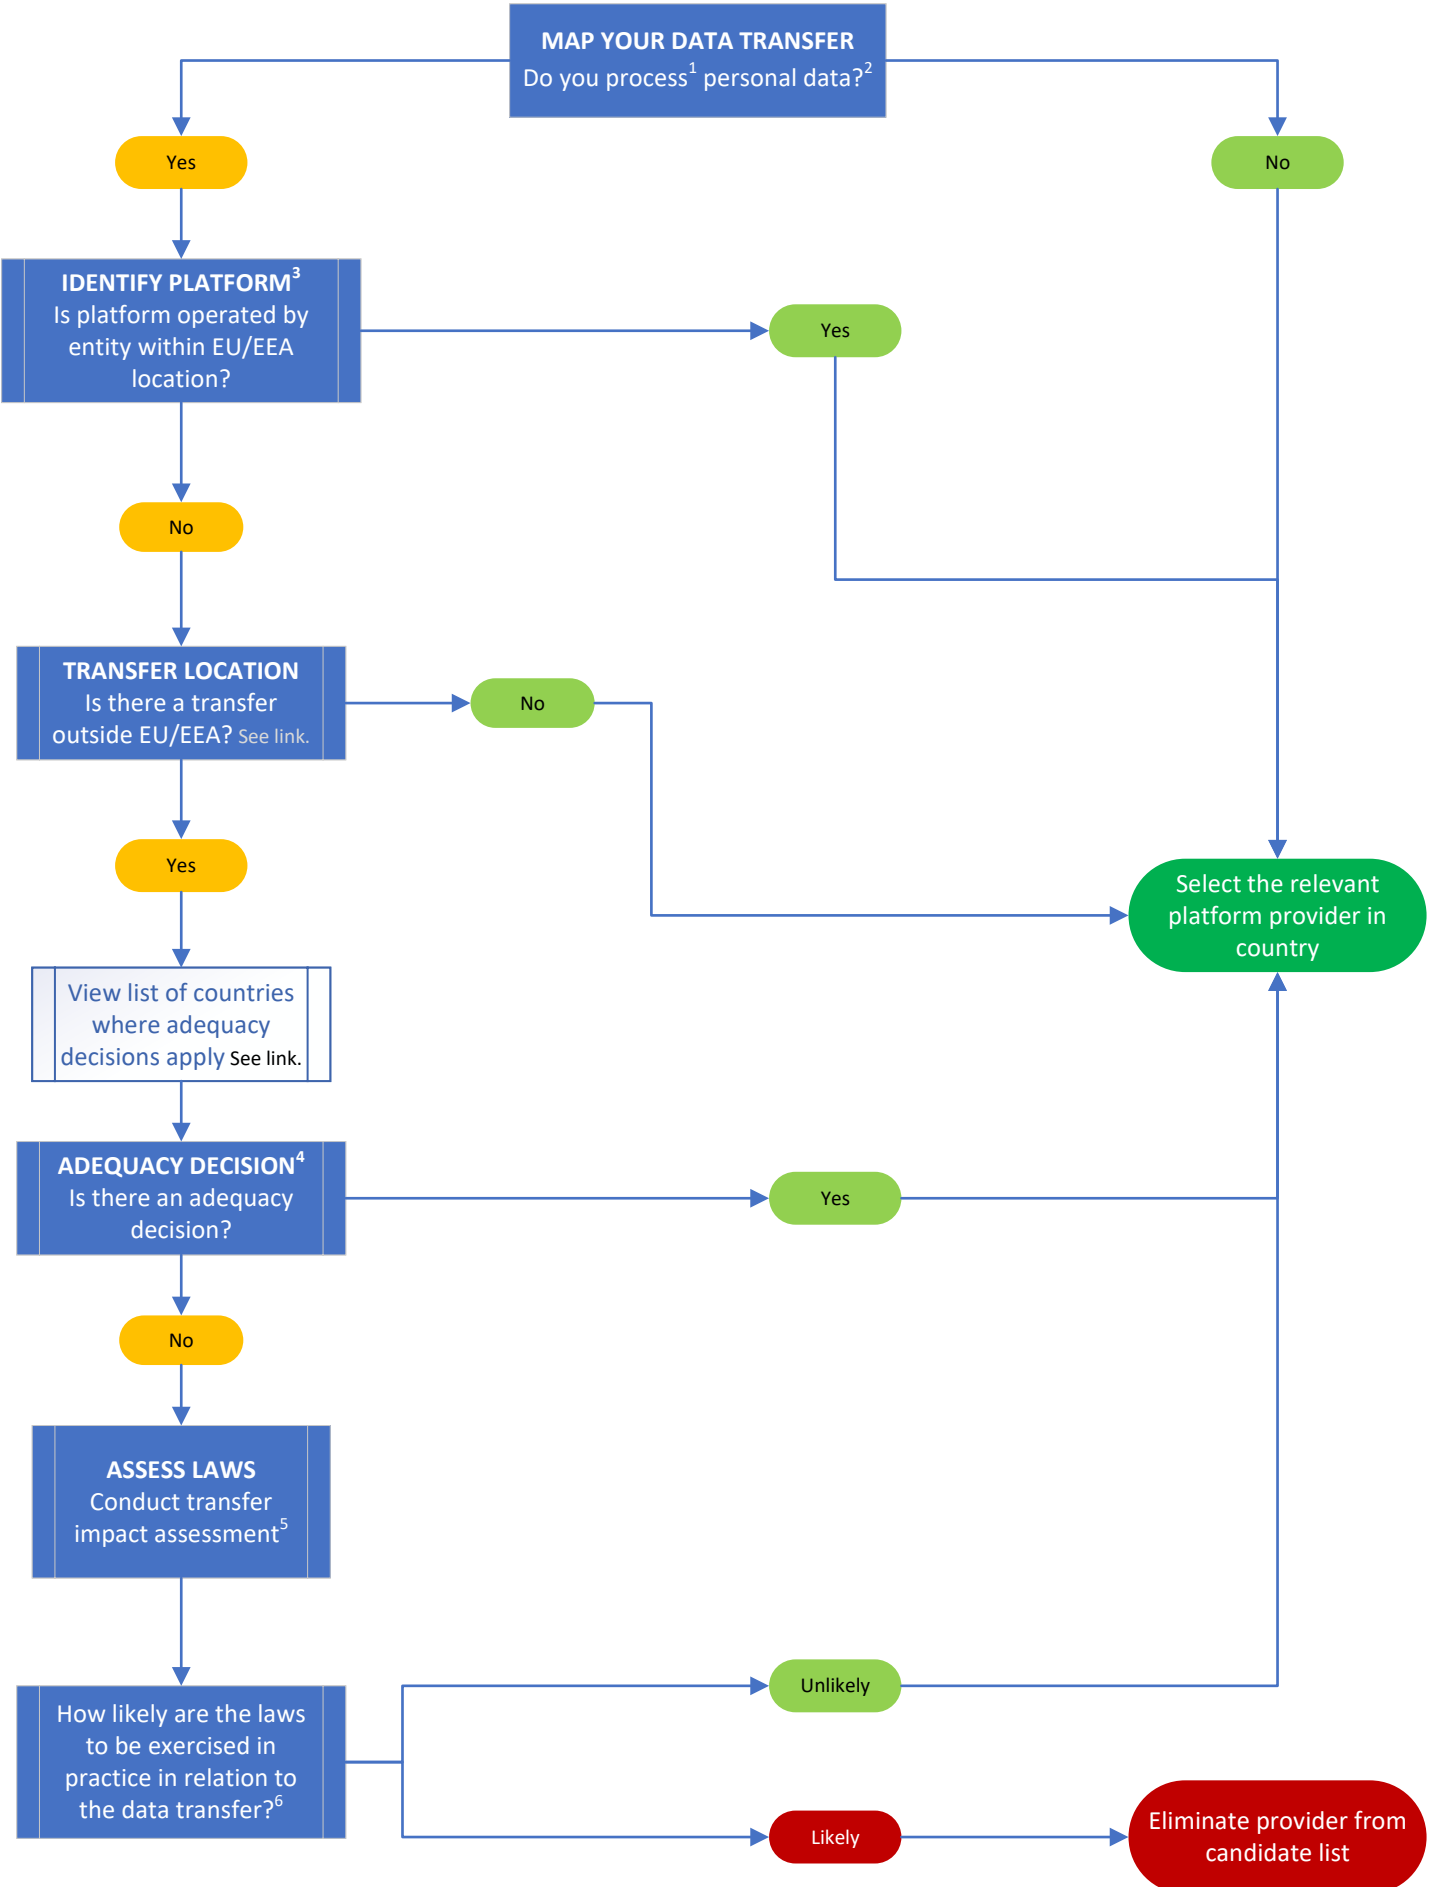 MAP YOUR DATA TRANSFER
Do you process1 personal data?2
Yes
No
IDENTIFY PLATFORM3
Is platform operated by
entity within EU/EEA
location?
Yes
No
TRANSFER LOCATION
Is there a transfer
outside EU/EEA? See link.
No
Yes
Select the relevant
platform provider in
country
View list of countries
where adequacy
decisions apply See link.
ADEQUACY DECISION4
Is there an adequacy
decision?
Yes
No
ASSESS LAWS
Conduct transfer
impact assessment5
How likely are the laws
to be exercised in
practice in relation to
the data transfer?6
Unlikely
Likely
Eliminate provider from
candidate list